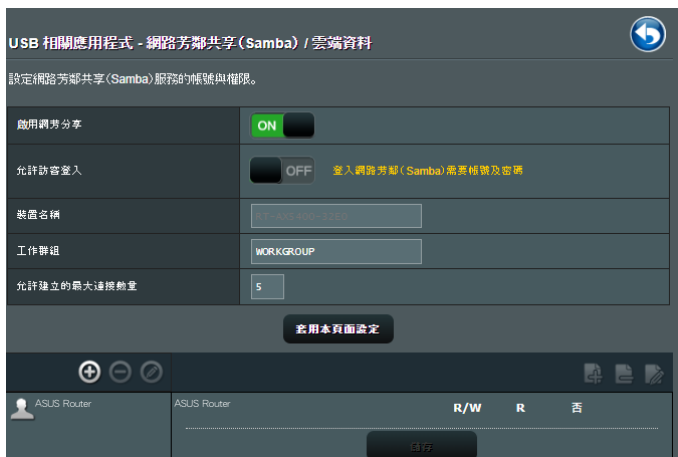 USB 相關應用程式 - 網路芳鄰共享(Samba) / 雲端資料
設定網路芳鄰共享(Samba)服務的帳號與權限。
啟用網芳分享
ON
允許訪客登入
OFF
登入網路芳鄰(Samba)需要帳號及密碼
裝置名稱
工作群組
WORKGROUP
允許建立的最大連接數量
5
套用本頁面設定
ASUS Router
ASUS Router
R/W R 否
儲存